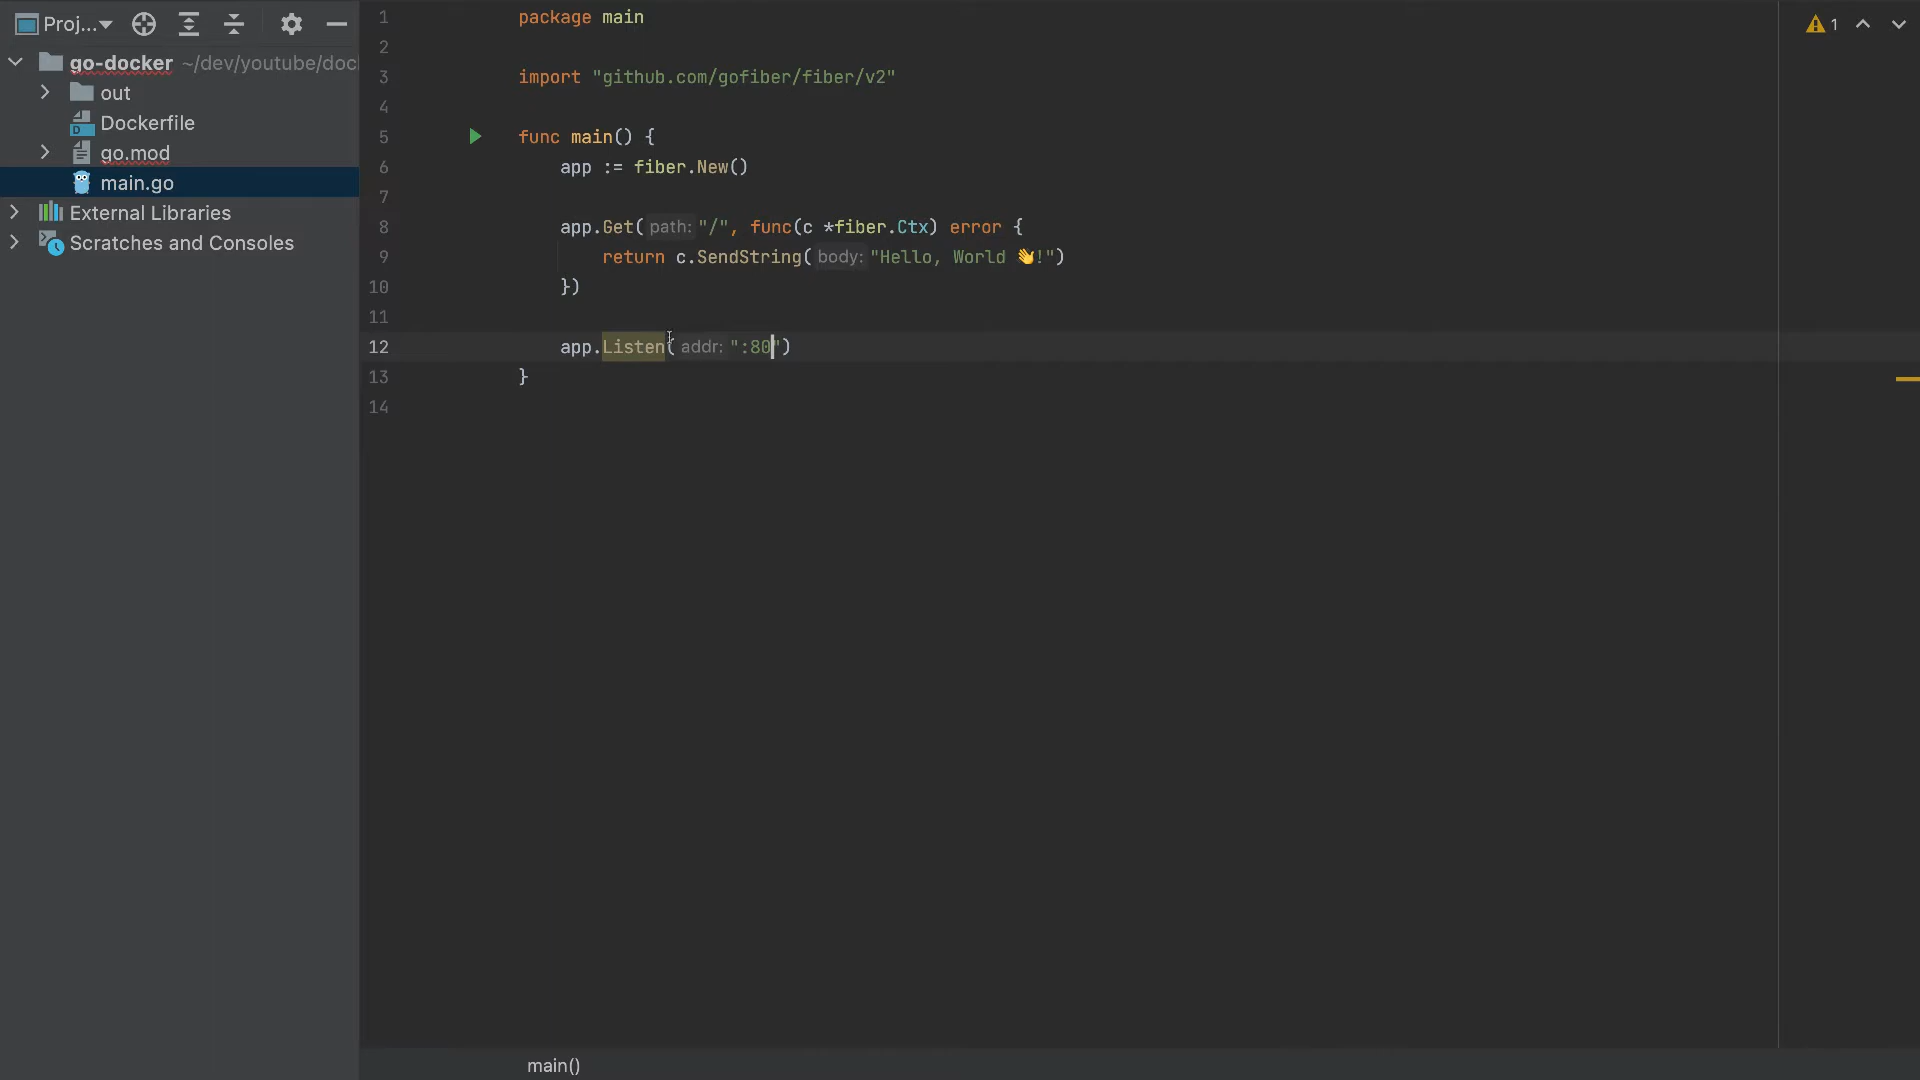 Proj...
go-docker ~/dev/youtube/doc
out
Dockerfile
go.mod
main.go
External Libraries
Scratches and Consoles
1 package main
2
3 import "github.com/gofiber/fiber/v2"
4
5 func main() {
6 app := fiber.New()
7
8 app.Get( path: "/", func(c *fiber.Ctx) error {
9 return c.SendString( body: "Hello, World 👋!")
10 })
11
12 app.Listen( addr: ":80")
13 }
14
1
main()